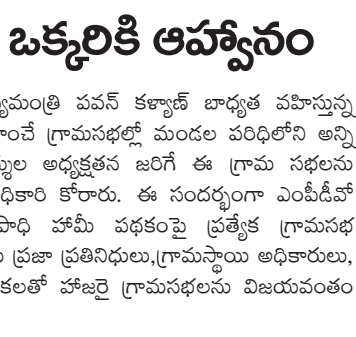 ఒక్కరికి ఆహ్వానం
పవన్ కళ్యాణ్ బాధ్యత వహిస్తున్న
గ్రామసభల్లో మండల పరిధిలోని అన్ని
అధ్యక్షతన జరిగే ఈ గ్రామ సభలను
కోరారు. ఈ సందర్భంగా ఎంపీడీవో
హామీ పథకంపై ప్రత్యేక గ్రామసభ
ప్రజా ప్రతినిధులు,గ్రామస్థాయి అధికారులు,
హాజరై గ్రామసభలను విజయవంతం